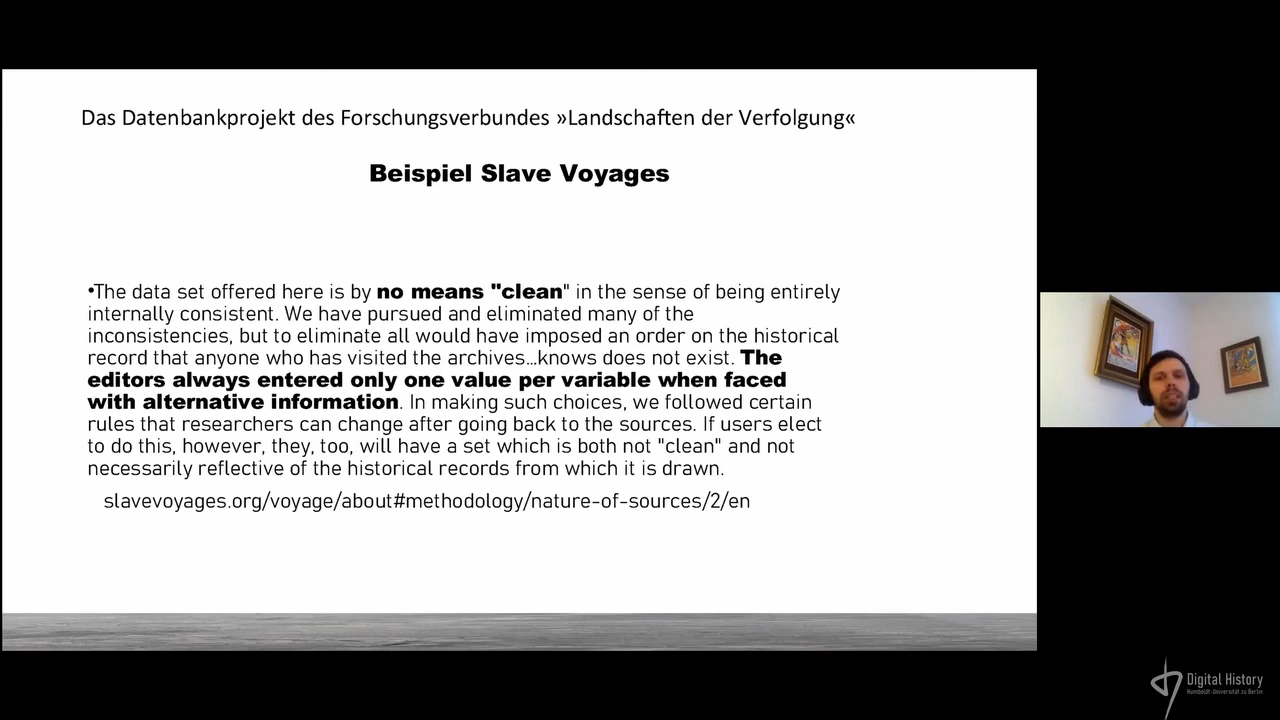 Das Datenbankprojekt des Forschungsverbundes »Landschaften der Verfolgung«
Beispiel Slave Voyages
•The data set offered here is by no means "clean" in the sense of being entirely
internally consistent. We have pursued and eliminated many of the
inconsistencies, but to eliminate all would have imposed an order on the historical
record that anyone who has visited the archives...knows does not exist. The
editors always entered only one value per variable when faced
with alternative information. In making such choices, we followed certain
rules that researchers can change after going back to the sources. If users elect
to do this, however, they, too, will have a set which is both not "clean" and not
necessarily reflective of the historical records from which it is drawn.
slavevoyages.org/voyage/about#methodology/nature-of-sources/2/en
Digital History
Humboldt-Universität zu Berlin